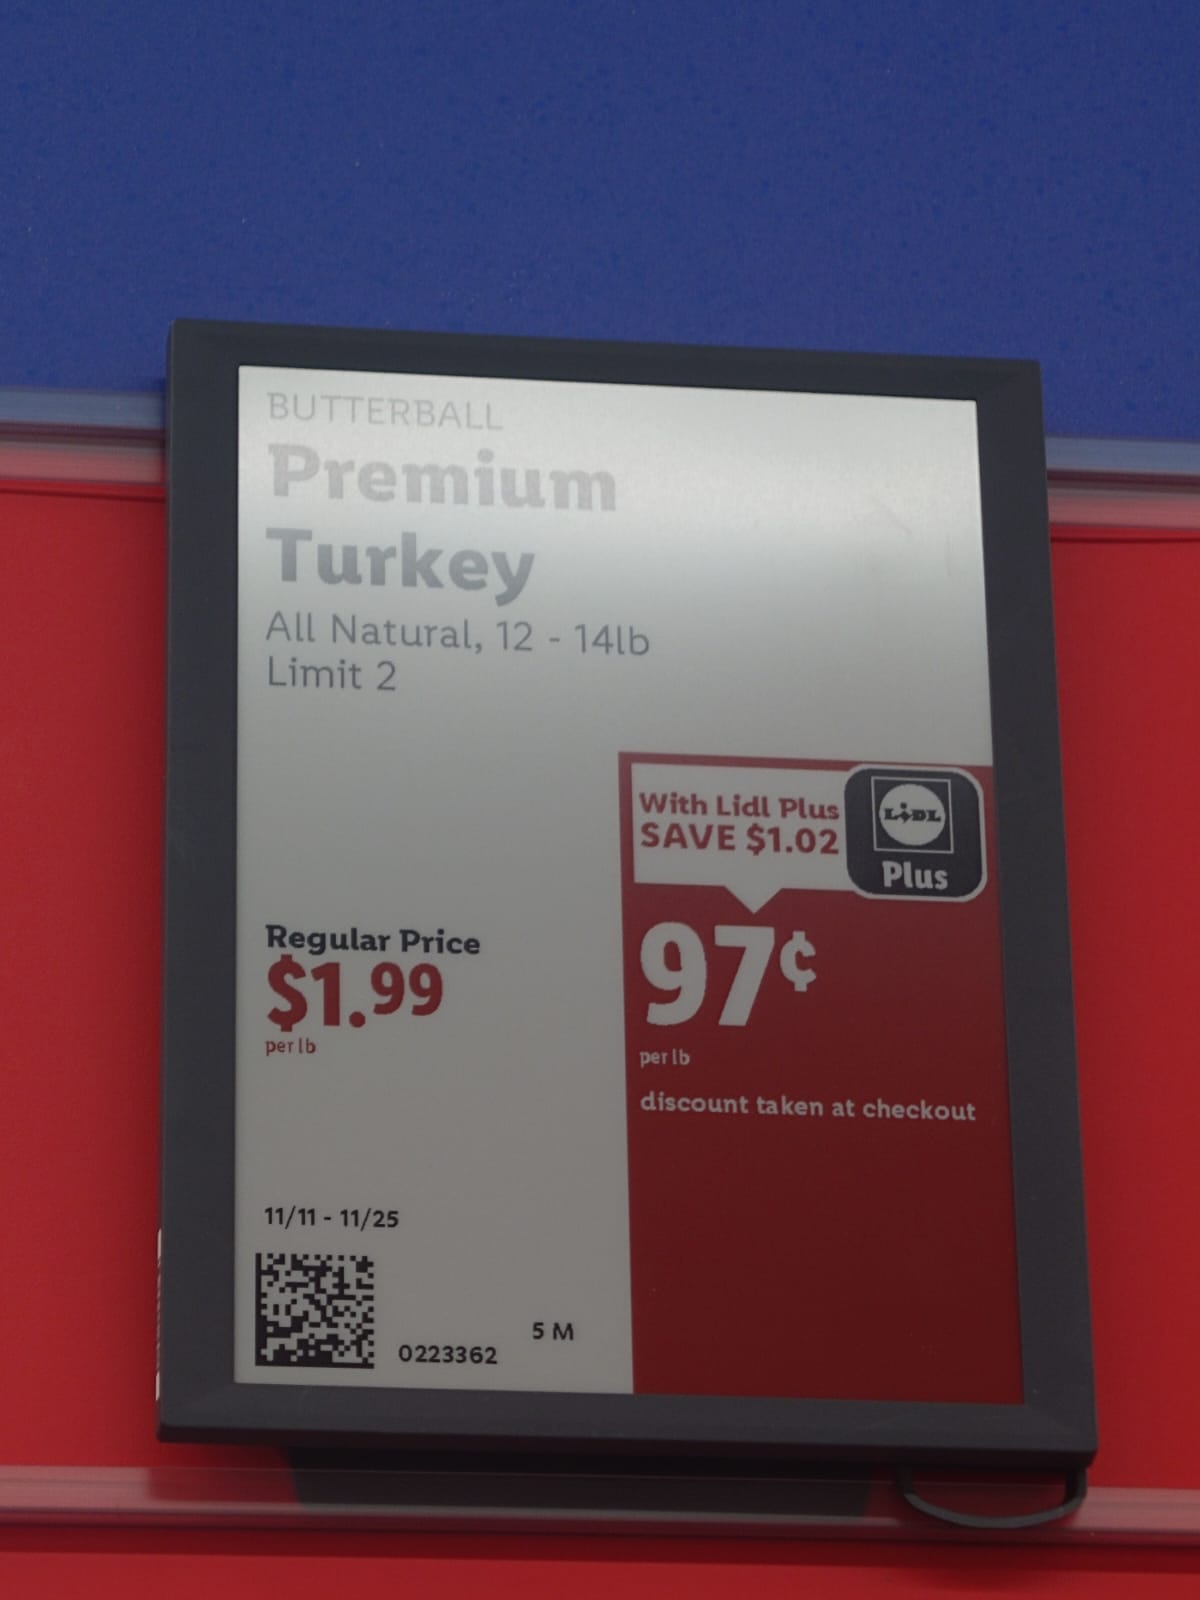 BUTTERBALL
Premium
Turkey
All Natural, 12 - 14lb
Limit 2
With Lidl Plus
SAVE $1.02
LIDL
Plus
Regular Price
$1.99
per lb
97¢
per lb
discount taken at checkout
11/11 - 11/25
5 M
0223362